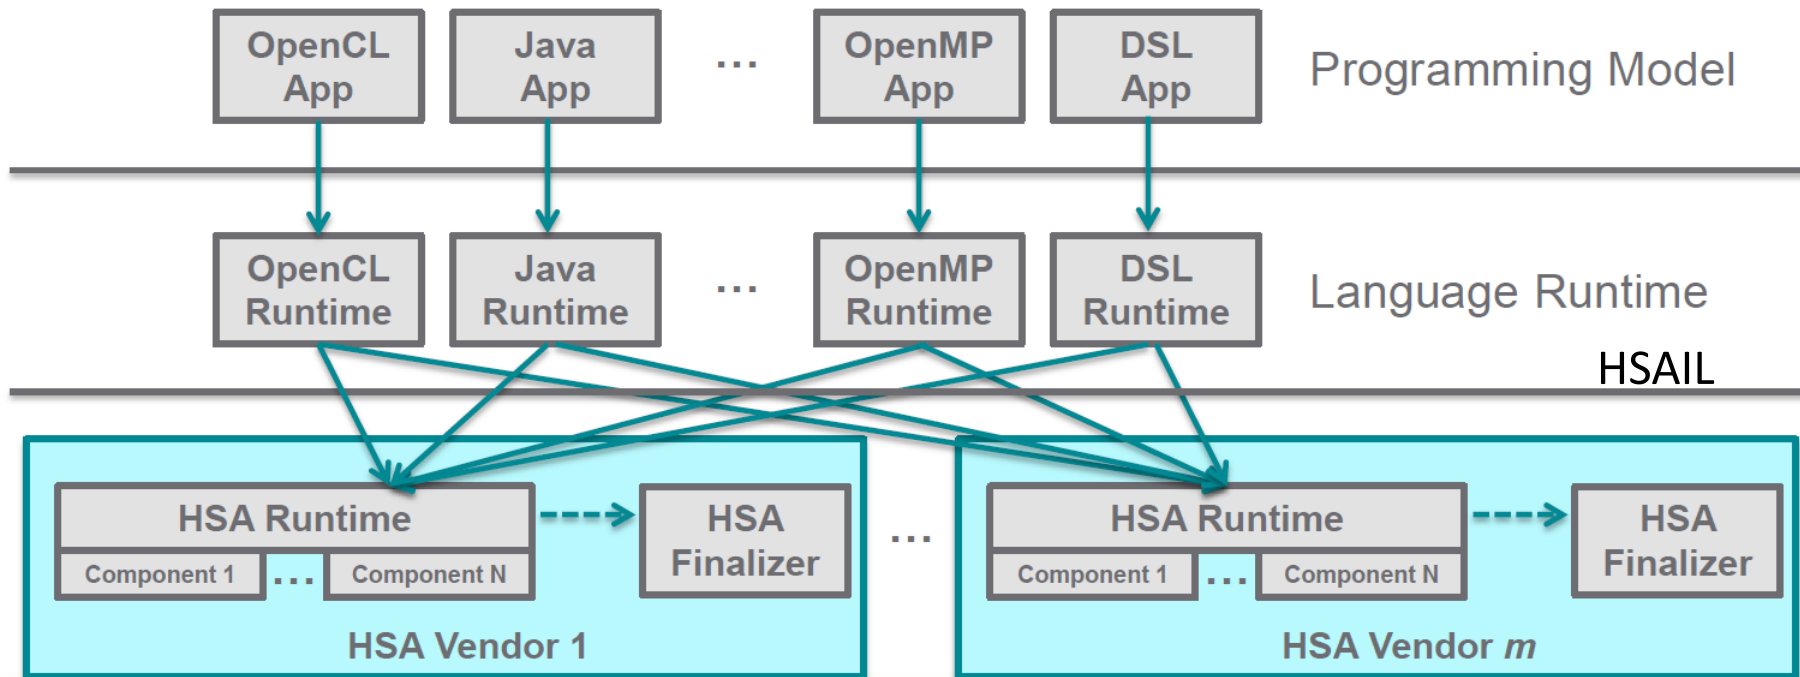 OpenCL
App
Java
App
...
OpenMP
App
DSL
App
Programming Model
OpenCL
Runtime
Java
Runtime
...
OpenMP
Runtime
DSL
Runtime
Language Runtime
HSAIL
HSA Runtime
Component 1
...
Component N
HSA
Finalizer
HSA Vendor 1
...
HSA Runtime
Component 1
...
Component N
HSA
Finalizer
HSA Vendor m